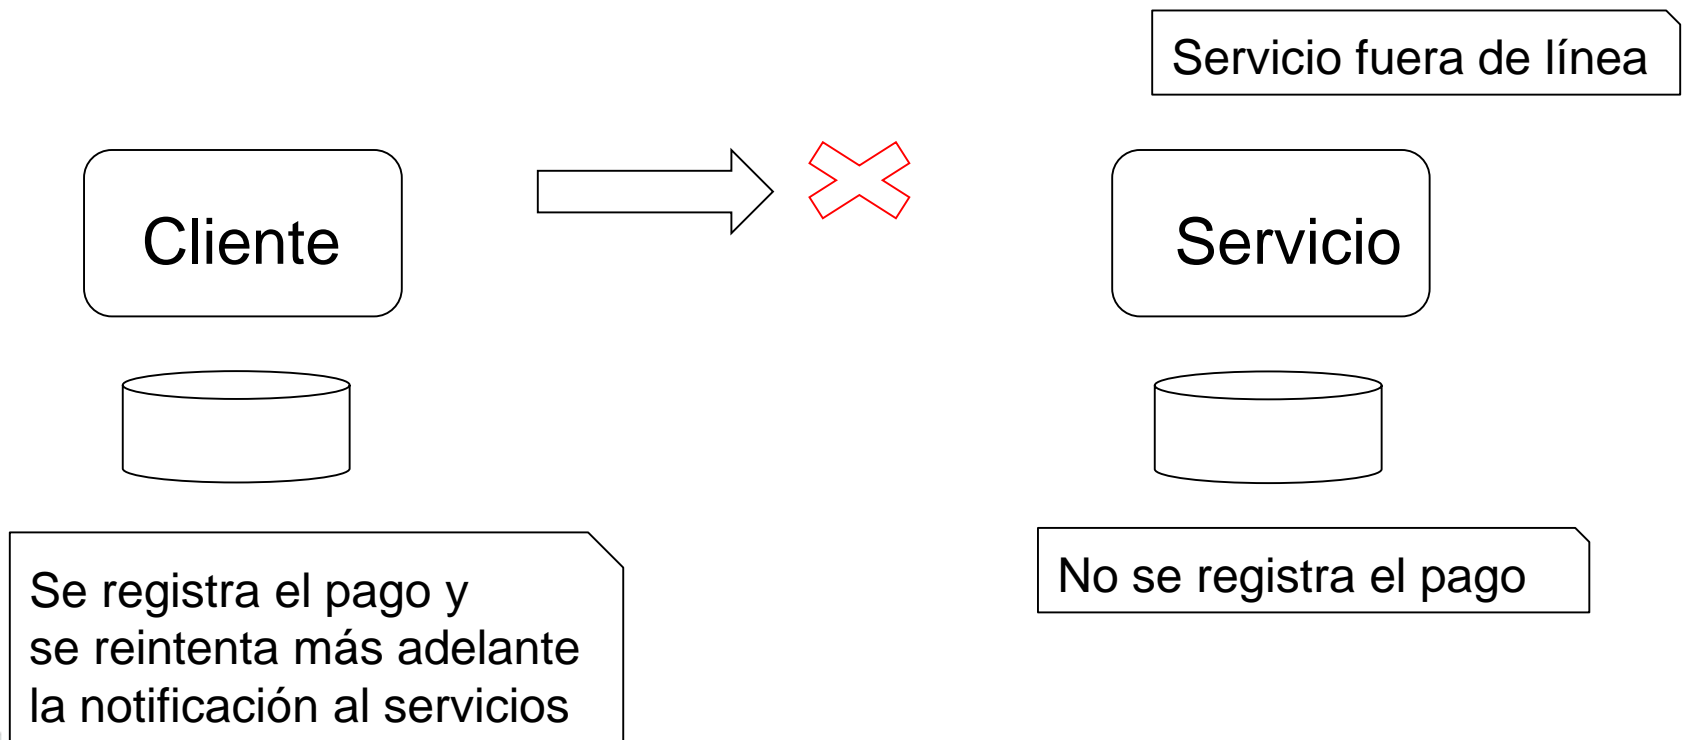 Servicio fuera de línea
Cliente
Servicio
Se registra el pago y
se reintenta más adelante
la notificación al servicios
No se registra el pago